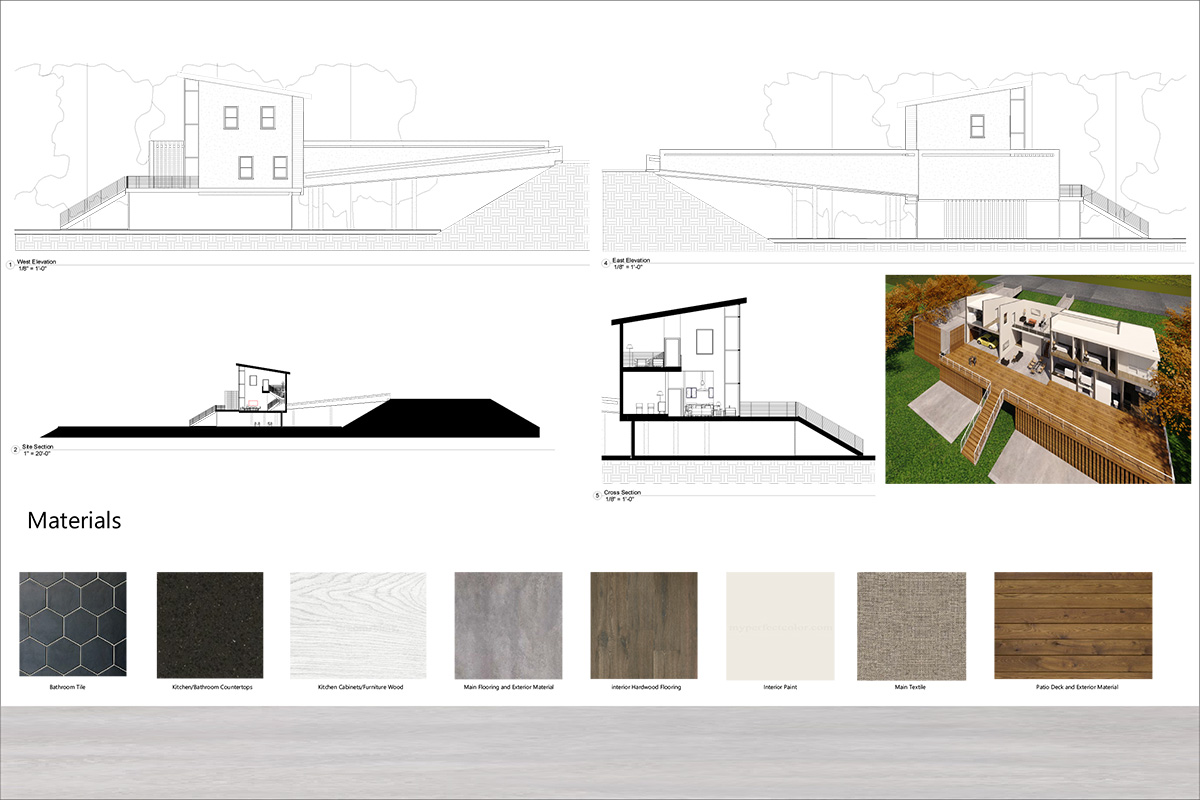 1 West Elevation
1/8" = 1'-0"
4 East Elevation
1/8" = 1'-0"
2 Site Section
1" = 20'-0"
5 Cross Section
1/8" = 1'-0"
Materials
Bathroom Tile
Kitchen/Bathroom Countertops
Kitchen Cabinets/Furniture Wood
Main Flooring and Exterior Material
interior Hardwood Flooring
Interior Paint
Main Textile
Patio Deck and Exterior Material